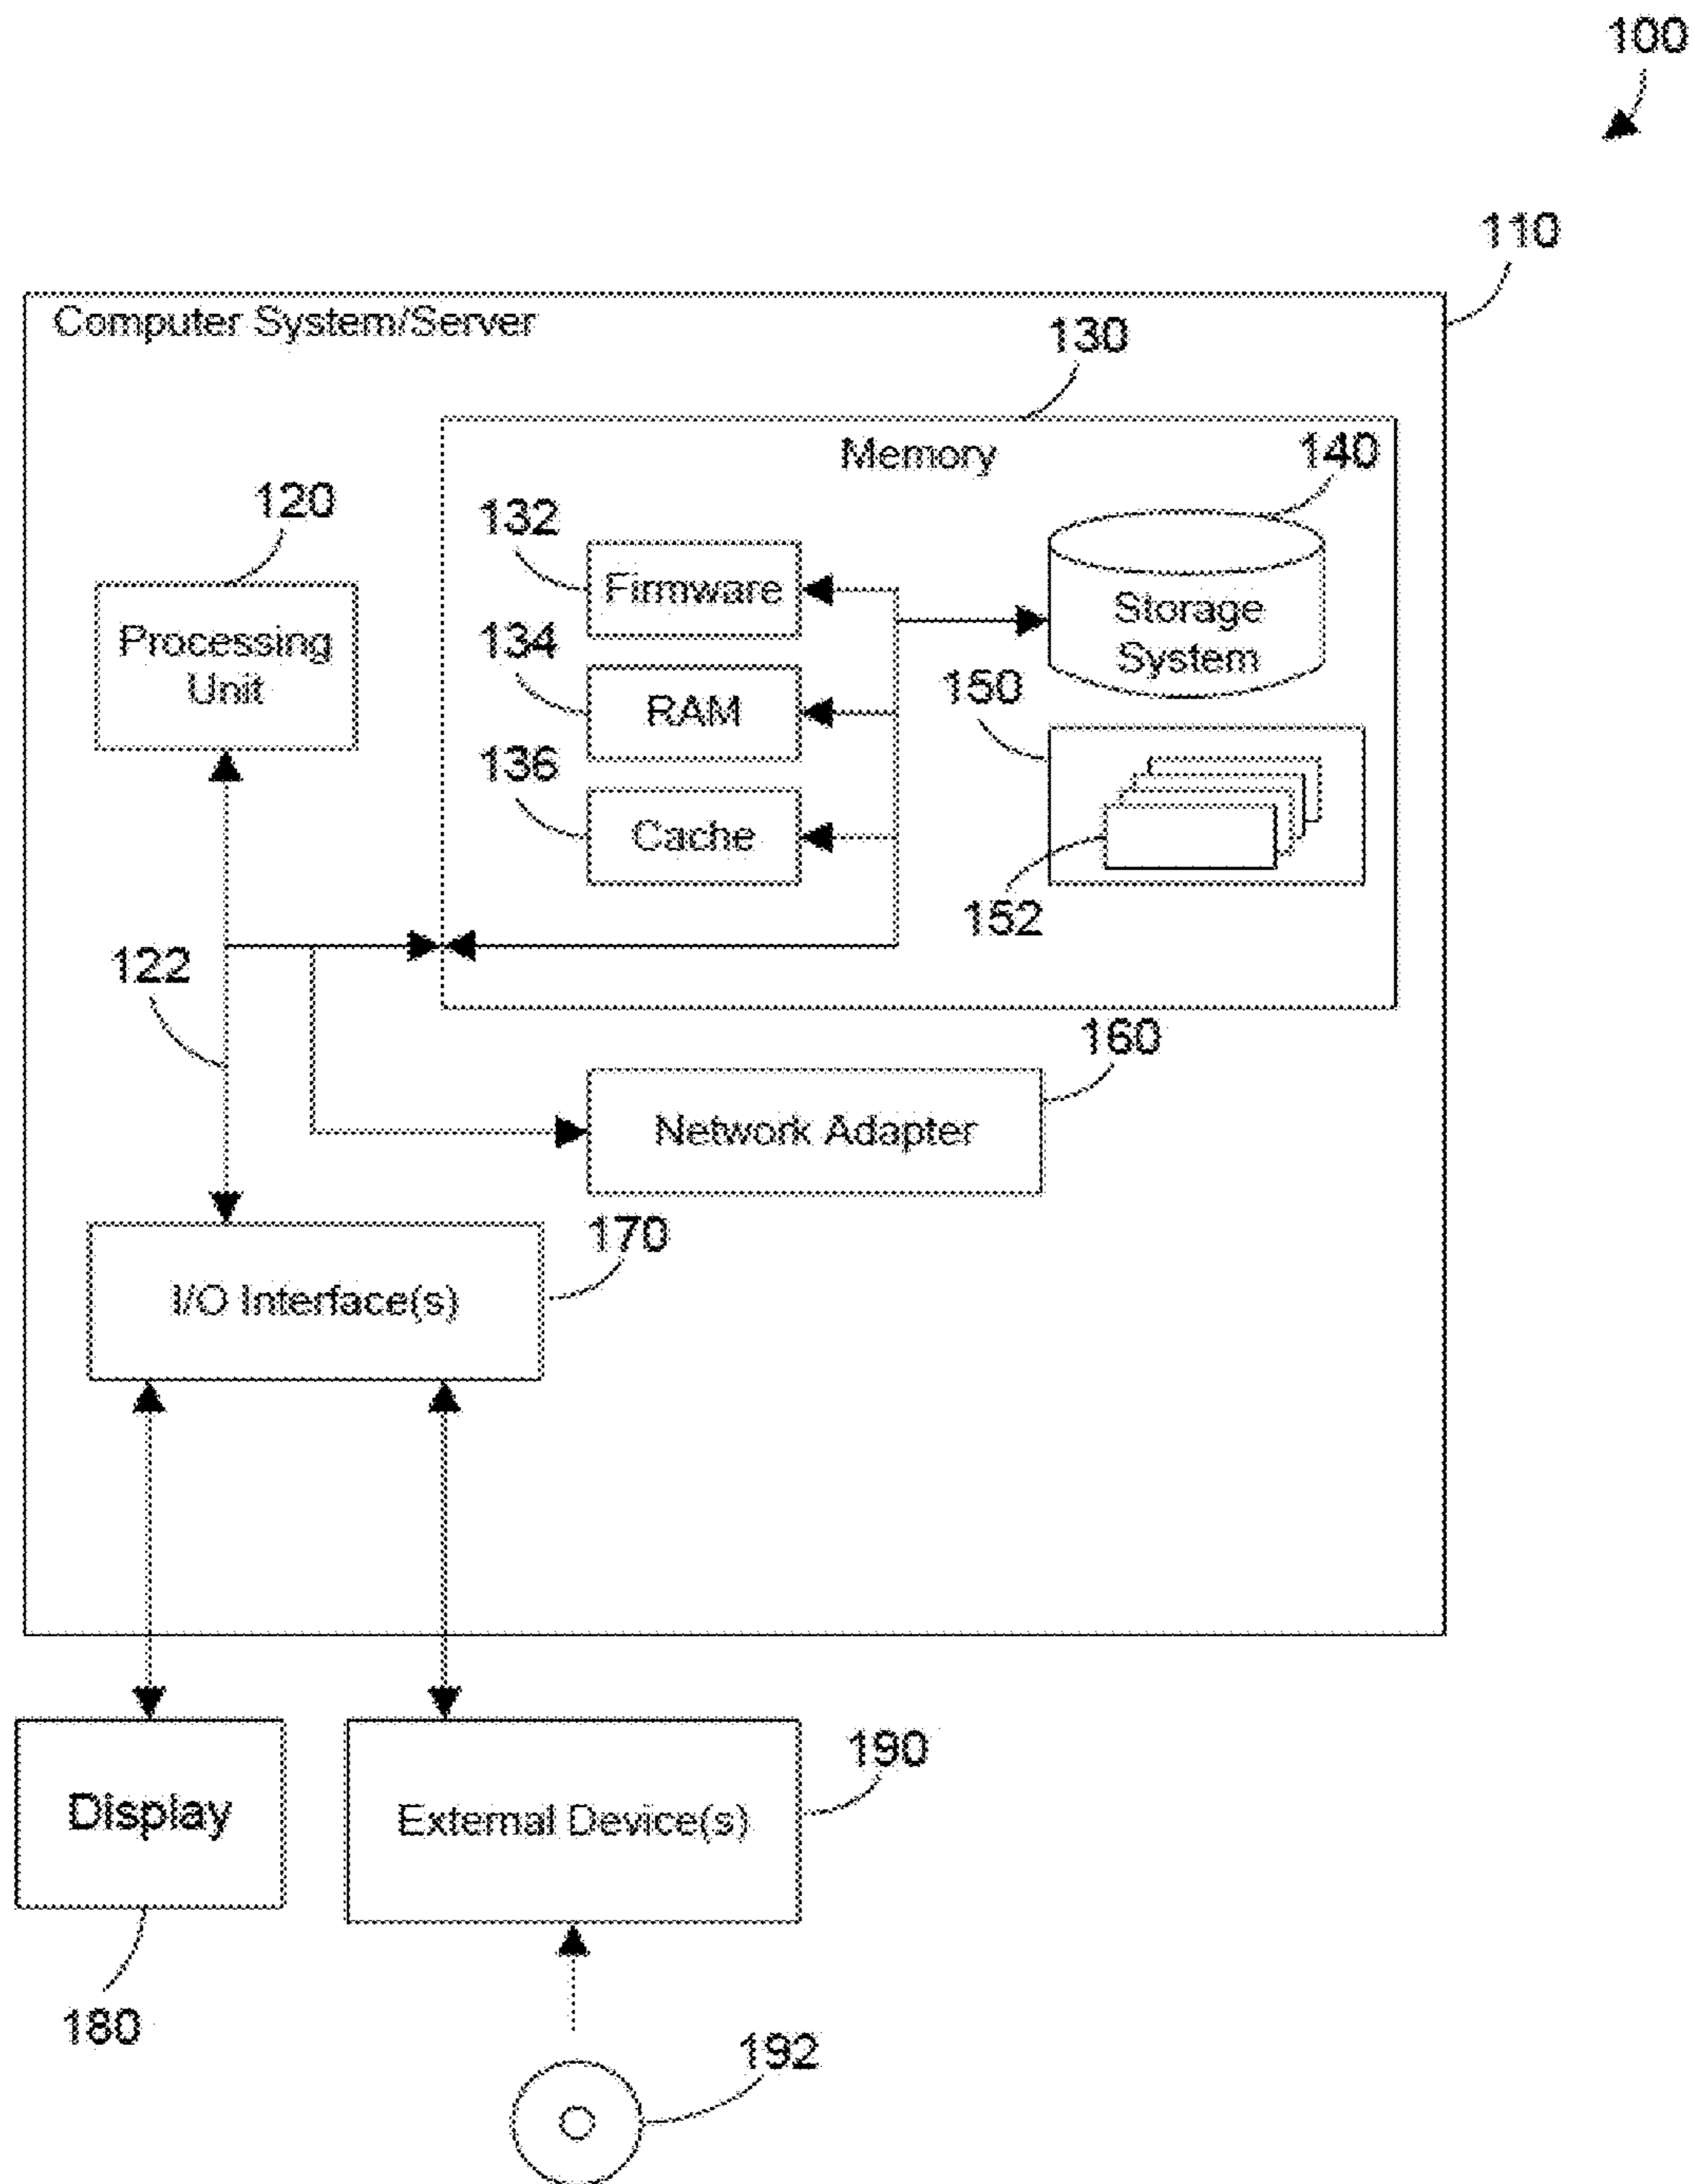 100
110
Computer System/Server
130
Memory
140
120
132
Firmware
Processing
Unit
134
RAM
Storage
System
150
136
Cache
152
122
160
Network Adapter
170
I/O Interface(s)
190
Display
External Device(s)
180
192